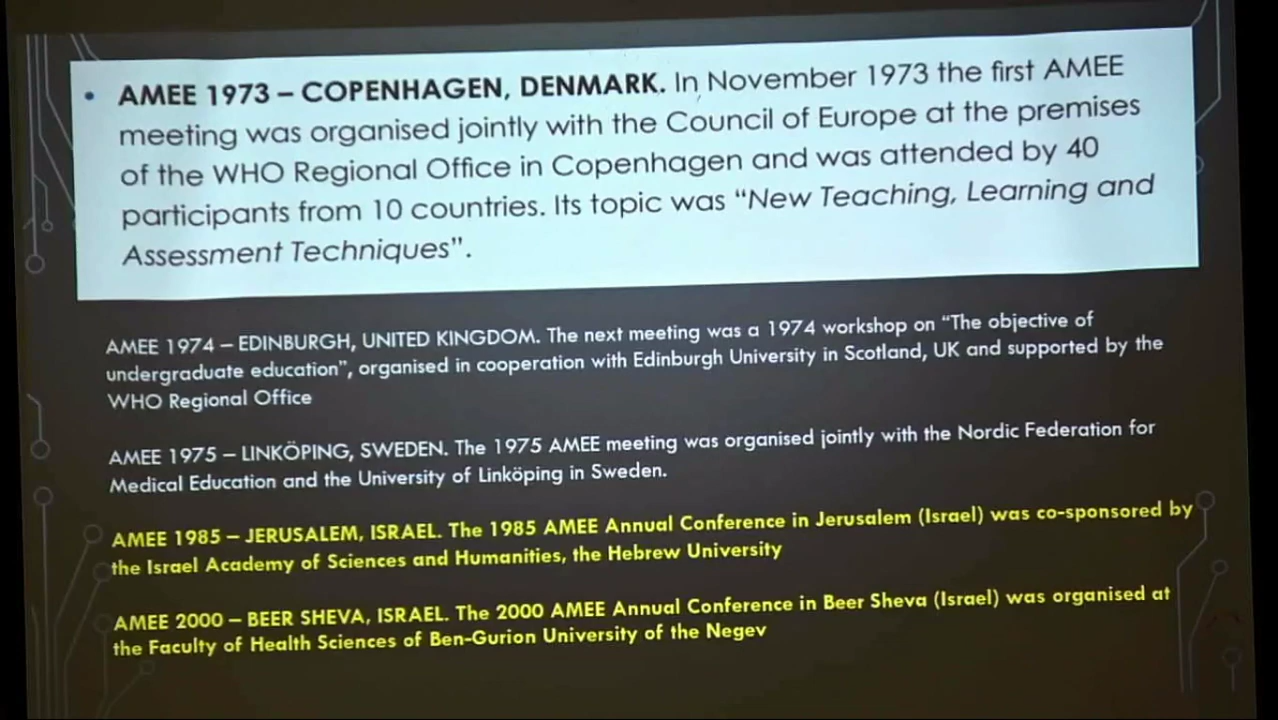 • AMEE 1973 – COPENHAGEN, DENMARK. In November 1973 the first AMEE
meeting was organised jointly with the Council of Europe at the premises
of the WHO Regional Office in Copenhagen and was attended by 40
participants from 10 countries. Its topic was “New Teaching, Learning and
Assessment Techniques”.
AMEE 1974 – EDINBURGH, UNITED KINGDOM. The next meeting was a 1974 workshop on “The objective of
undergraduate education”, organised in cooperation with Edinburgh University in Scotland, UK and supported by the
WHO Regional Office
AMEE 1975 – LINKÖPING, SWEDEN. The 1975 AMEE meeting was organised jointly with the Nordic Federation for
Medical Education and the University of Linköping in Sweden.
AMEE 1985 – JERUSALEM, ISRAEL. The 1985 AMEE Annual Conference in Jerusalem (Israel) was co-sponsored by
the Israel Academy of Sciences and Humanities, the Hebrew University
AMEE 2000 – BEER SHEVA, ISRAEL. The 2000 AMEE Annual Conference in Beer Sheva (Israel) was organised at
the Faculty of Health Sciences of Ben-Gurion University of the Negev